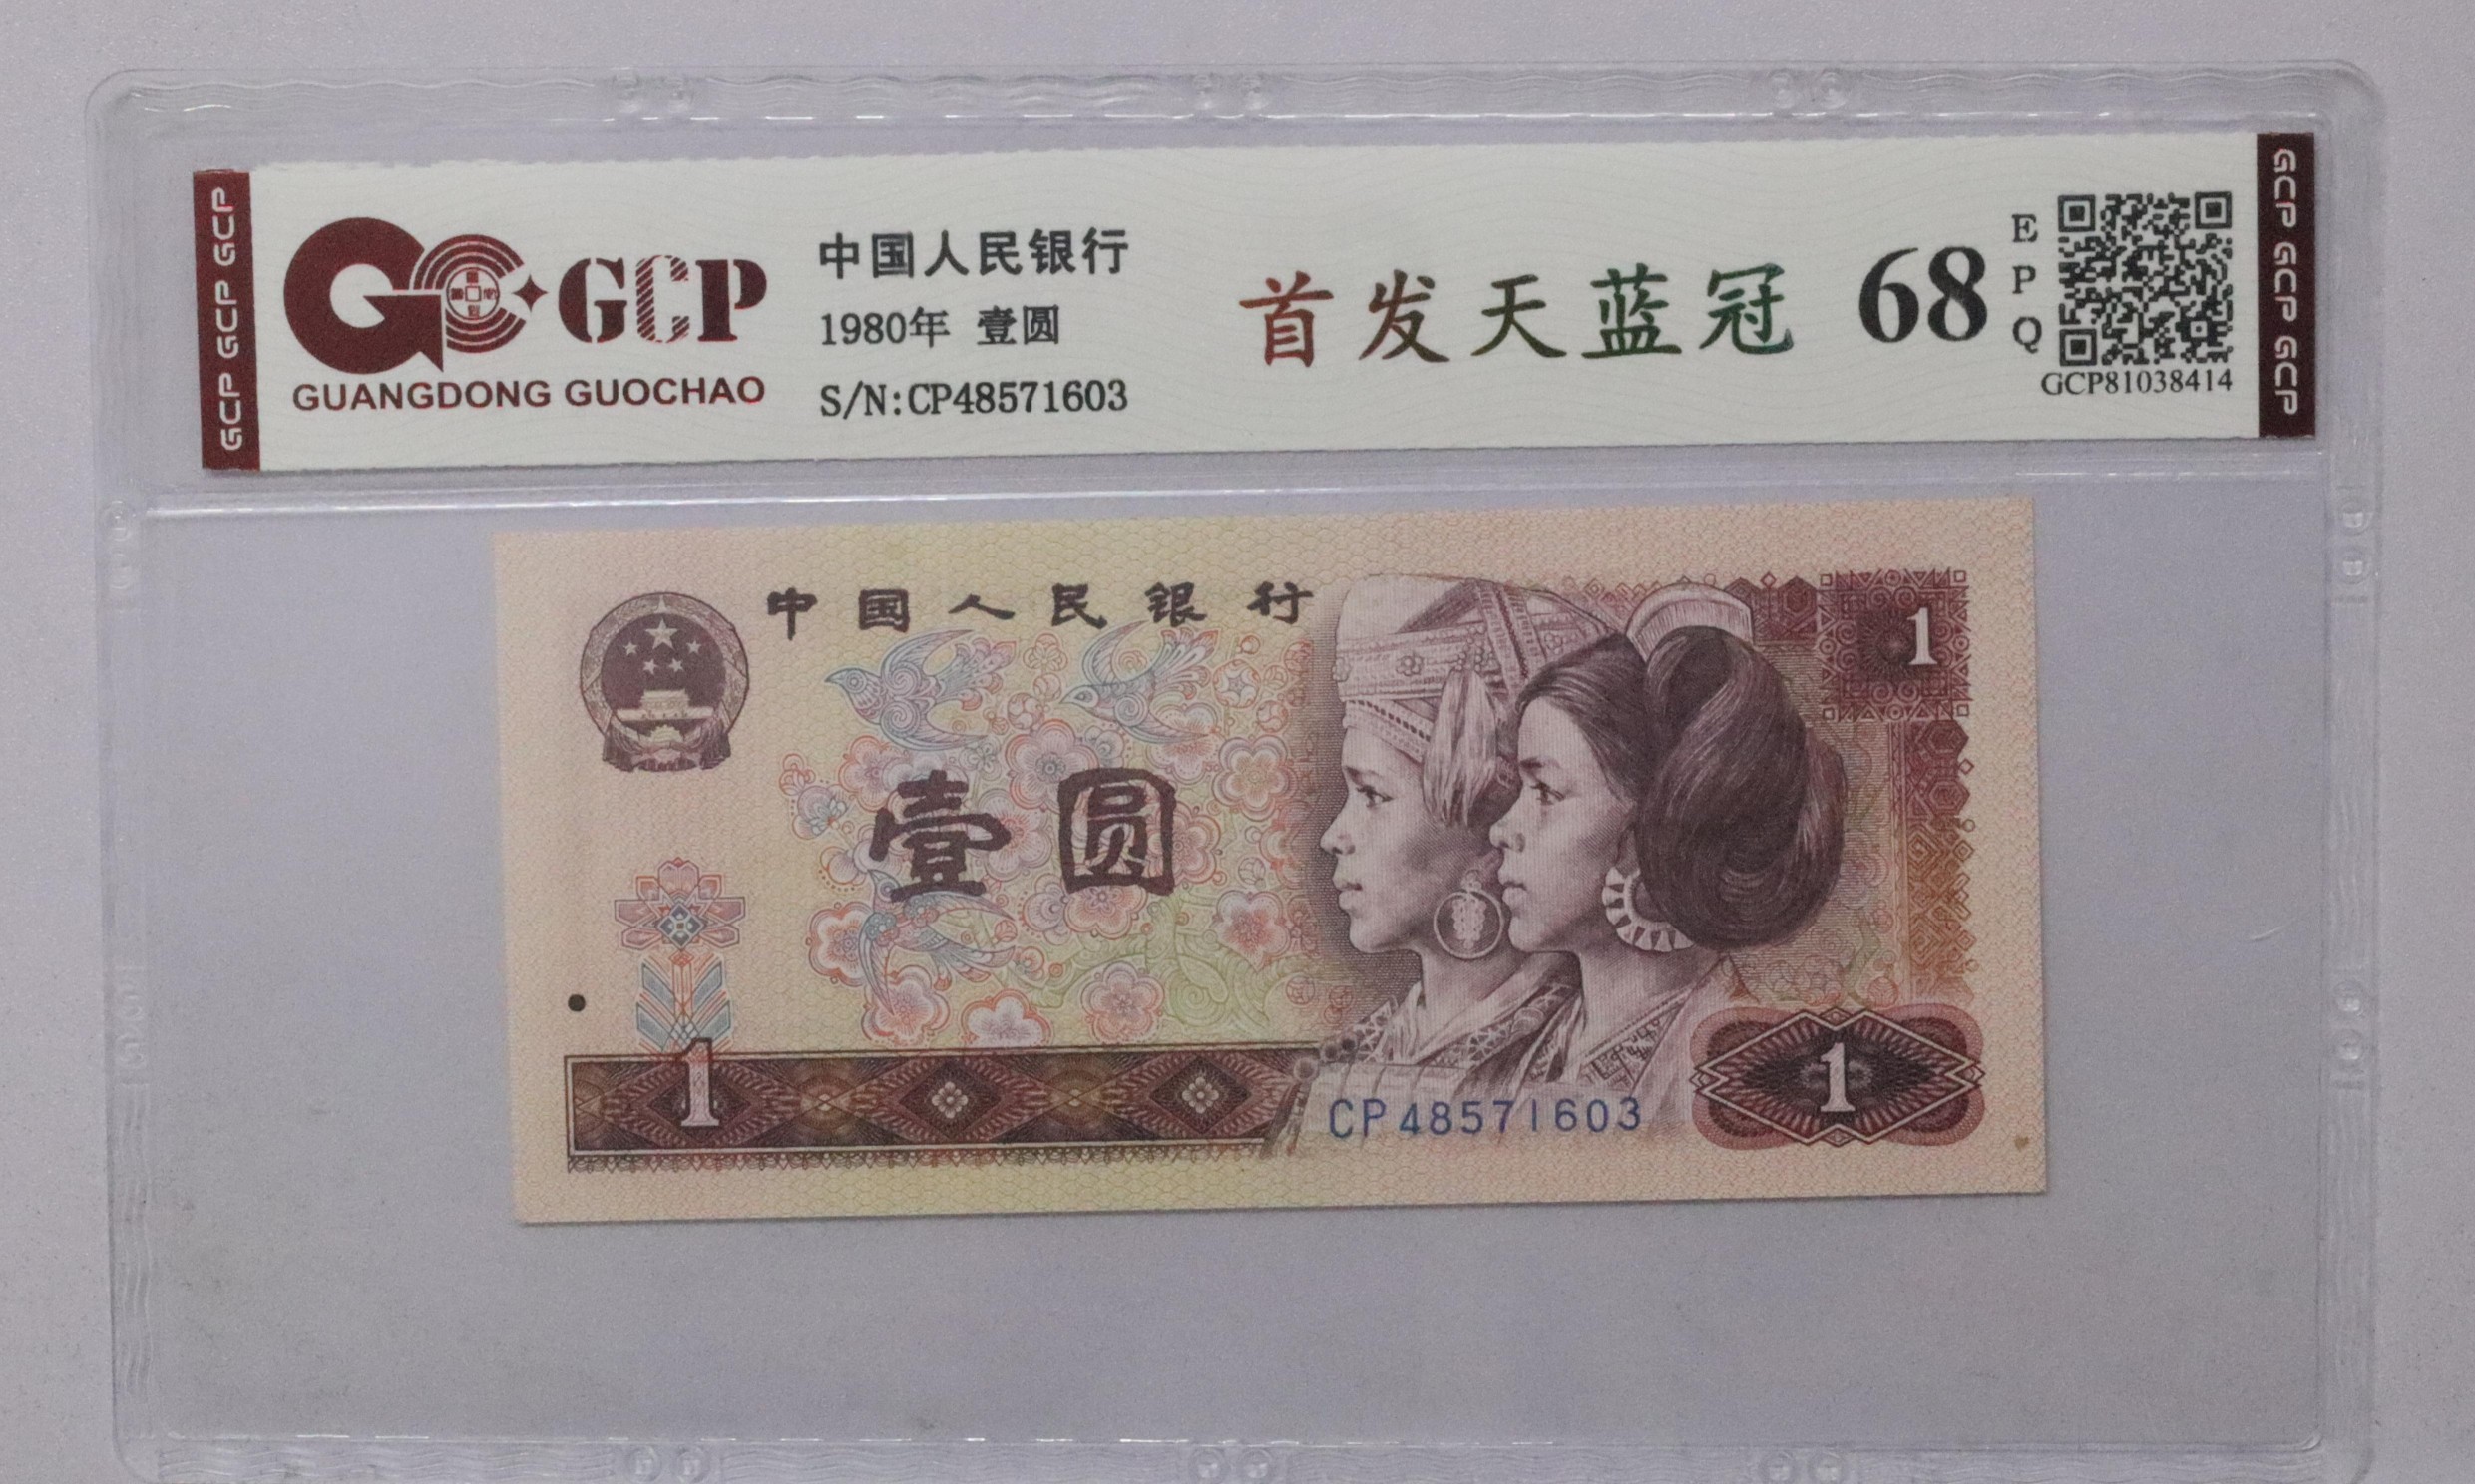 GCP GCP GCP
GCP
GUANGDONG GUOCHAO
中国人民银行
1980年 壹圆
S/N:CP48571603
首发天蓝冠
68
E
P
Q
GCP81038414
GCP GCP GCP
中国人民银行
1
壹圆
1
1
CP48571603